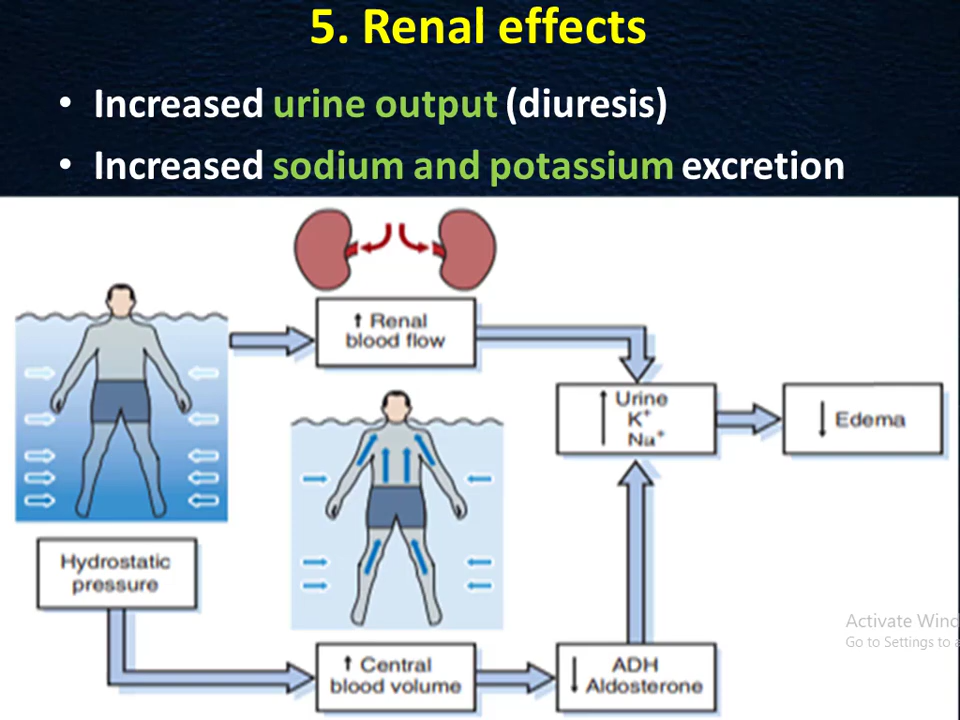 5. Renal effects
• Increased urine output (diuresis)
• Increased sodium and potassium excretion
↑ Renal
blood flow
↑ Urine
K⁺
Na⁺
↓ Edema
Hydrostatic
pressure
↑ Central
blood volume
↓ ADH
Aldosterone
Activate Wind
Go to Settings to a